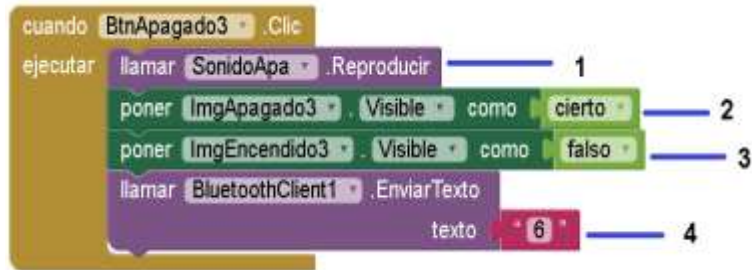 cuando BtnApagado3 .Clic
ejecutar llamar SonidoApa .Reproducir 1
poner ImgApagado3 . Visible como cierto 2
poner ImgEncendido3 . Visible como falso 3
llamar BluetoothClient1 .EnviarTexto
texto " 6 " 4